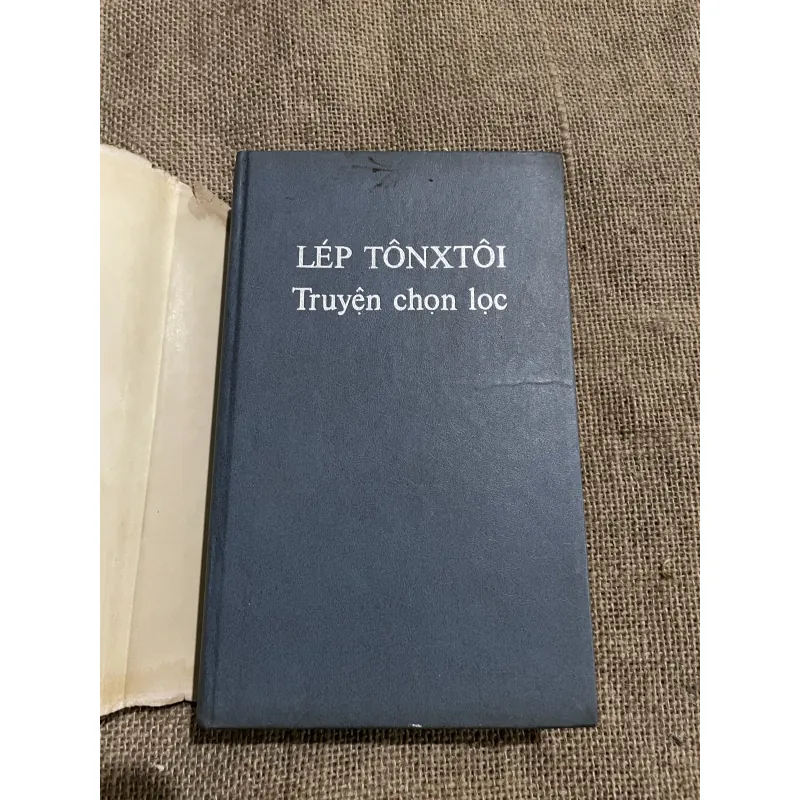 LÉP TÔNXTÔI
Truyện chọn lọc